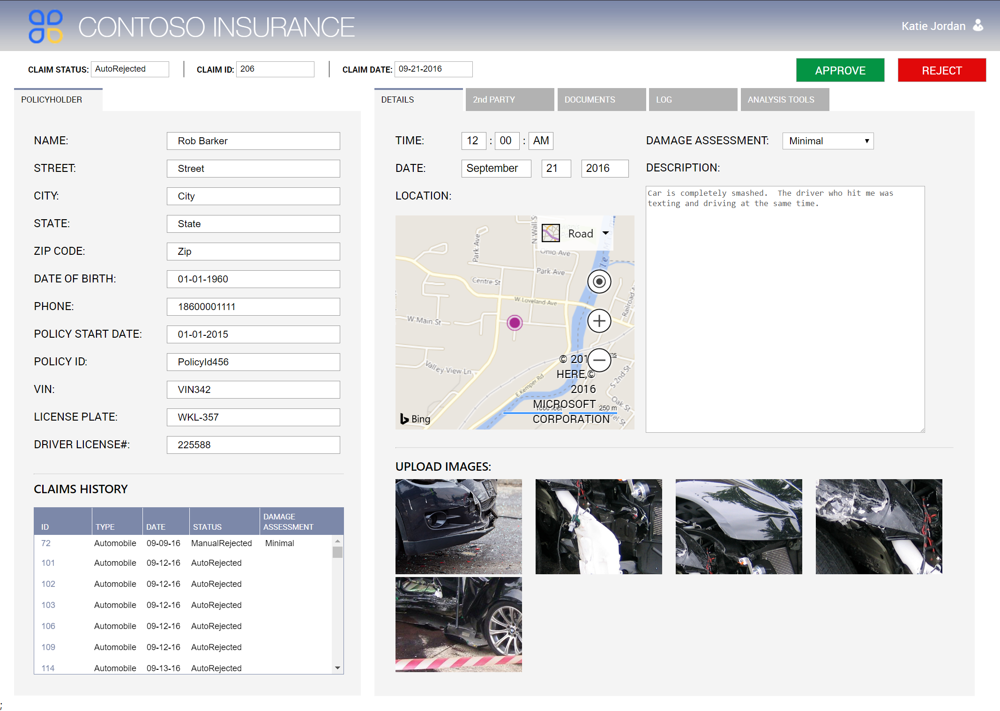 CONTOSO INSURANCE
Katie Jordan
CLAIM STATUS: AutoRejected
CLAIM ID: 206
CLAIM DATE: 09-21-2016
APPROVE
REJECT
POLICYHOLDER
NAME: Rob Barker
STREET: Street
CITY: City
STATE: State
ZIP CODE: Zip
DATE OF BIRTH: 01-01-1960
PHONE: 18600001111
POLICY START DATE: 01-01-2015
POLICY ID: PolicyId456
VIN: VIN342
LICENSE PLATE: WKL-357
DRIVER LICENSE#: 225588
CLAIMS HISTORY
ID TYPE DATE STATUS DAMAGE ASSESSMENT
72 Automobile 09-09-16 ManualRejected Minimal
101 Automobile 09-12-16 AutoRejected
102 Automobile 09-12-16 AutoRejected
103 Automobile 09-12-16 AutoRejected
106 Automobile 09-12-16 AutoRejected
109 Automobile 09-12-16 AutoRejected
114 Automobile 09-13-16 AutoRejected
DETAILS
2nd PARTY
DOCUMENTS
LOG
ANALYSIS TOOLS
TIME: 12 : 00 : AM
DATE: September 21 2016
LOCATION:
Road
N Wall S
Park Ave
Ohio Ave
Park Ave
Centre St
W Loveland Ave
Railroad A
W Main St
Valley View Ln
E Kemper Rd
S 2nd St
Oak St
© 201
HERE,©
2016
MICROSOFT
CORPORATION
1000 feet
250 m
Bing
DAMAGE ASSESSMENT: Minimal
DESCRIPTION:
Car is completely smashed.  The driver who hit me was
texting and driving at the same time.
UPLOAD IMAGES:
;